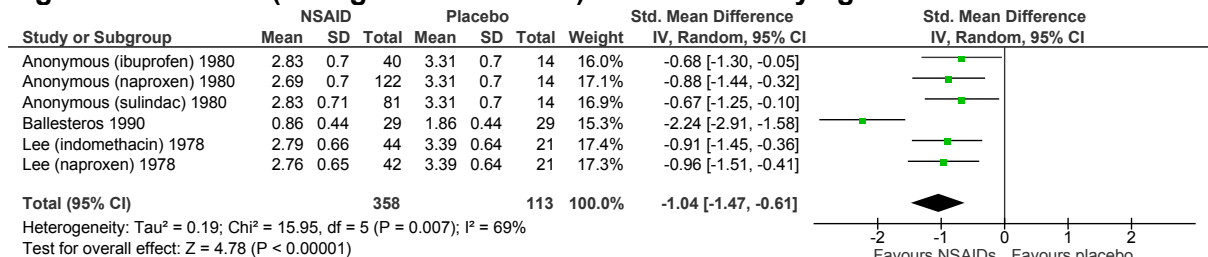 NSAID Placebo Std. Mean Difference Std. Mean Difference
Study or Subgroup Mean SD Total Mean SD Total Weight IV, Random, 95% CI IV, Random, 95% CI
Anonymous (ibuprofen) 1980 2.83 0.7 40 3.31 0.7 14 16.0% -0.68 [-1.30, -0.05]
Anonymous (naproxen) 1980 2.69 0.7 122 3.31 0.7 14 17.1% -0.88 [-1.44, -0.32]
Anonymous (sulindac) 1980 2.83 0.71 81 3.31 0.7 14 16.9% -0.67 [-1.25, -0.10]
Ballesteros 1990 0.86 0.44 29 1.86 0.44 29 15.3% -2.24 [-2.91, -1.58]
Lee (indomethacin) 1978 2.79 0.66 44 3.39 0.64 21 17.4% -0.91 [-1.45, -0.36]
Lee (naproxen) 1978 2.76 0.65 42 3.39 0.64 21 17.3% -0.96 [-1.51, -0.41]
Total (95% CI) 358 113 100.0% -1.04 [-1.47, -0.61]
Heterogeneity: Tau² = 0.19; Chi² = 15.95, df = 5 (P = 0.007); I² = 69%
Test for overall effect: Z = 4.78 (P < 0.00001)
-2 -1 0 1 2
Favours NSAIDs Favours placebo